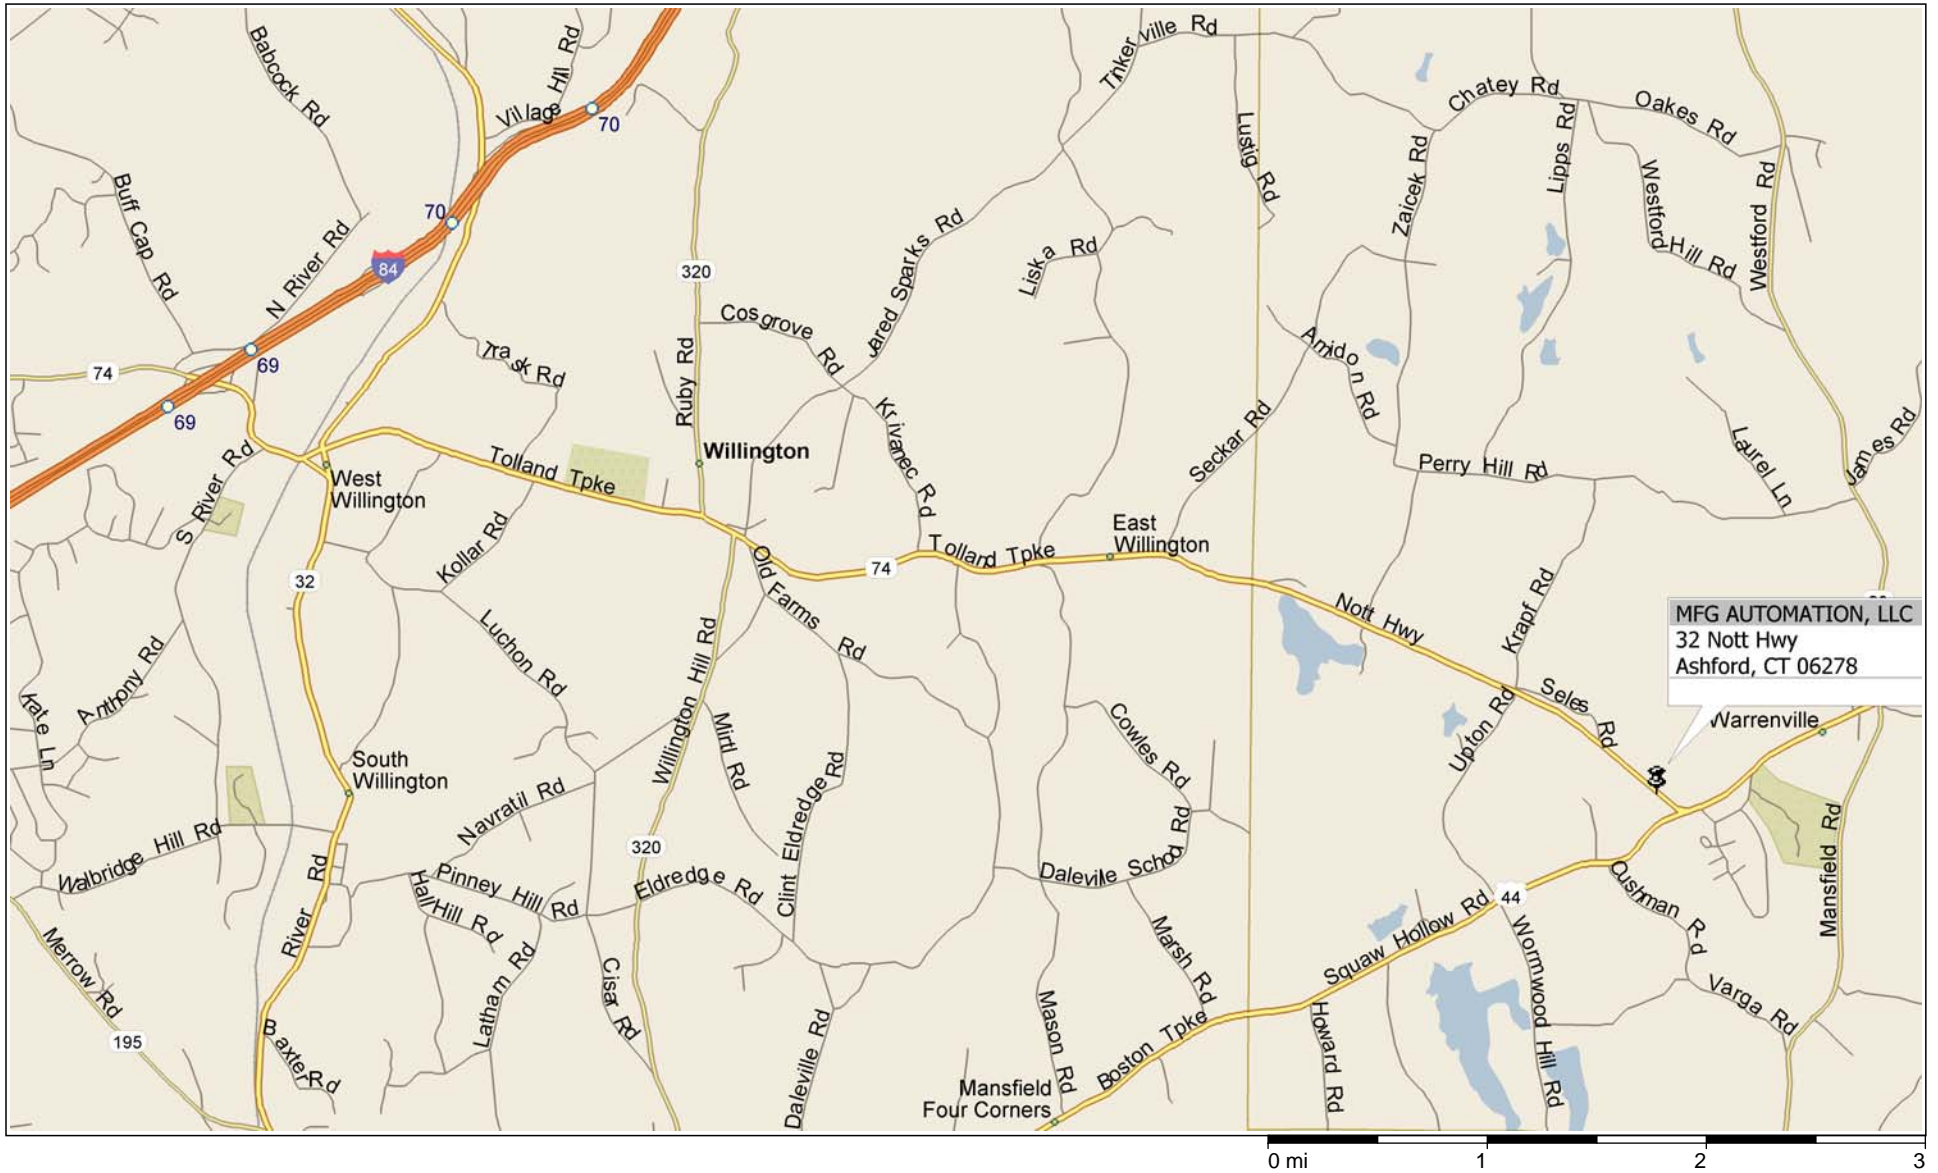 Babcock Rd
Village Hill Rd
70
70
84
69
69
74
Buff Cap Rd
N River Rd
320
Tinkerville Rd
Lustig Rd
Chatey Rd
Oakes Rd
Lipps Rd
Zaicek Rd
Westford Hill Rd
Westford Rd
Jared Sparks Rd
Liska Rd
Cosgrove Rd
Trask Rd
Ruby Rd
Krivanec Rd
Amidon Rd
Seckar Rd
Perry Hill Rd
Laurel Ln
James Rd
Willington
West
Willington
Tolland Tpke
S River Rd
Kollar Rd
32
Old Farms Rd
74
Tolland Tpke
East
Willington
Nott Hwy
Krapf Rd
MFG AUTOMATION, LLC
32 Nott Hwy
Ashford, CT 06278
Luchon Rd
Willington Hill Rd
Anthony Rd
Kate Ln
Mirtl Rd
Cowles Rd
Upton Rd
Seles Rd
Warrenville
South
Willington
Clint Eldredge Rd
Navratil Rd
Walbridge Hill Rd
320
Pinney Hill Rd
Hall Hill Rd
Eldredge Rd
Daleville School Rd
44
Squaw Hollow Rd
Cushman Rd
Mansfield Rd
River Rd
Merrow Rd
195
Baxter Rd
Latham Rd
Cisar Rd
Daleville Rd
Mason Rd
Marsh Rd
Boston Tpke
Howard Rd
Wormwood Hill Rd
Varga Rd
Mansfield
Four Corners
0 mi 1 2 3